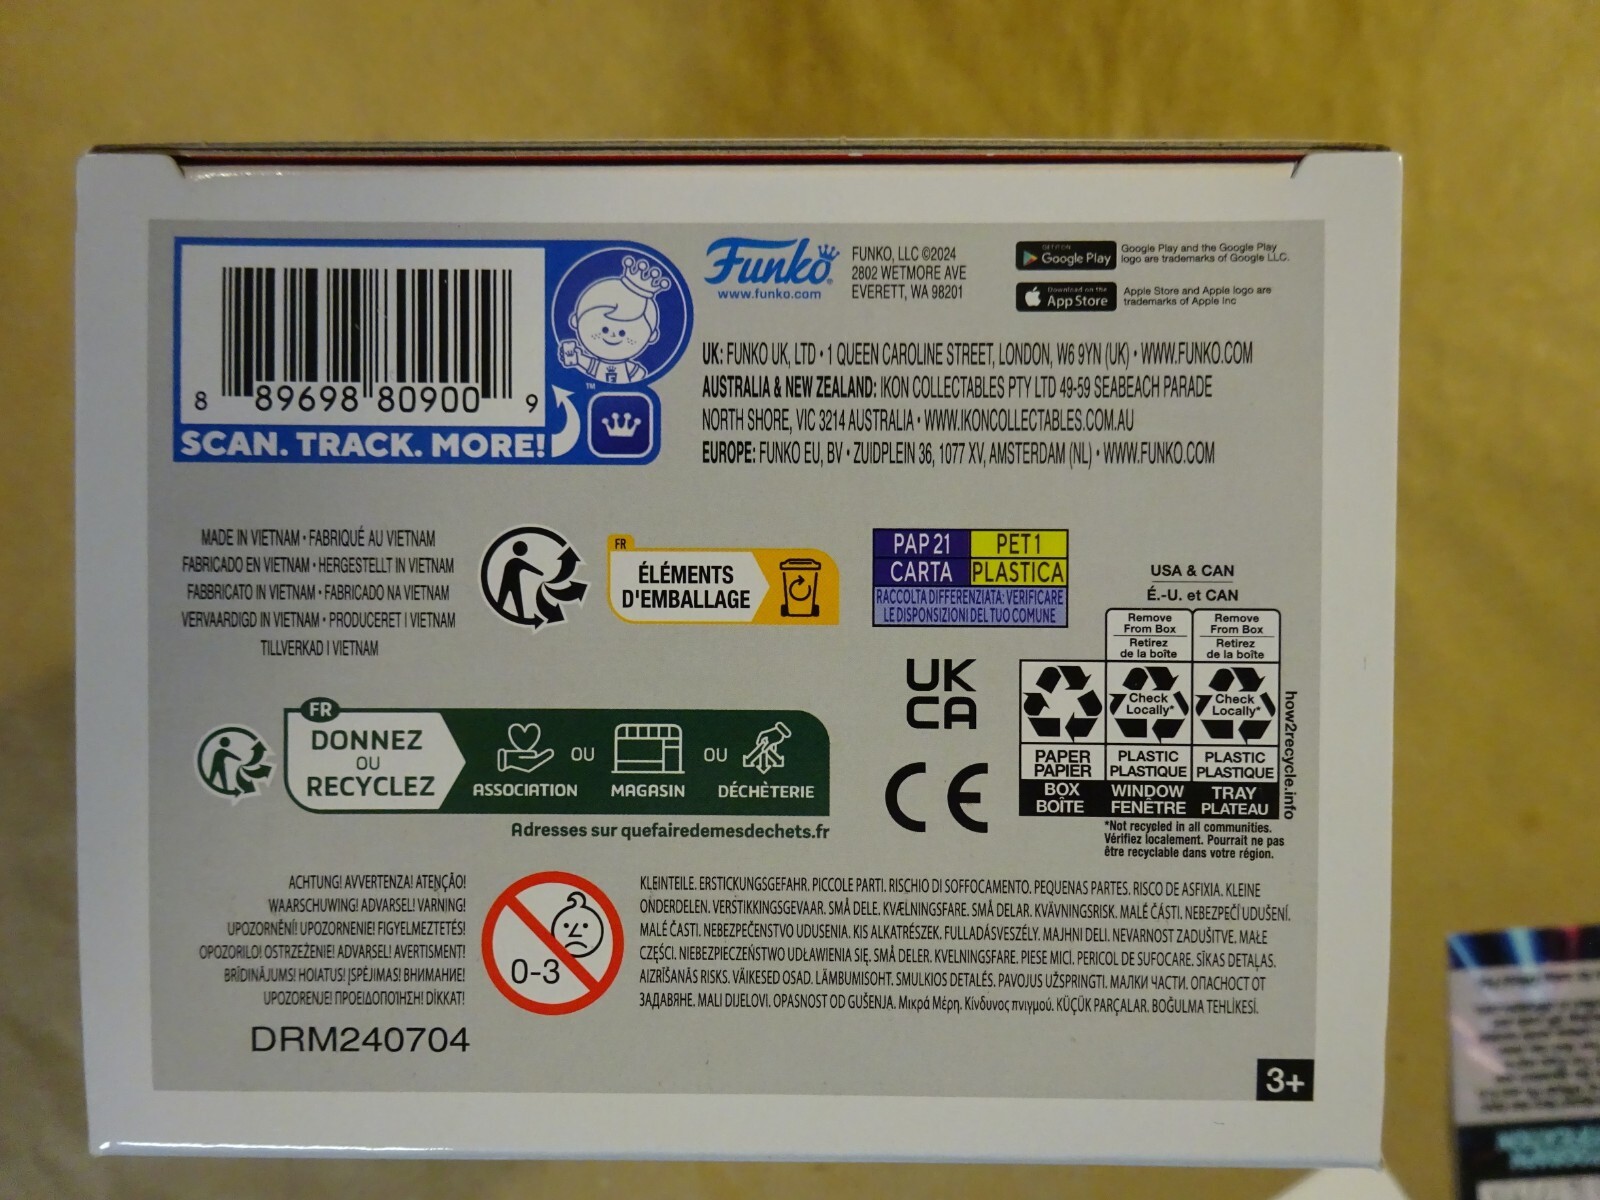 8 89698 80900 9
SCAN. TRACK. MORE!
™
Funko
www.funko.com
FUNKO, LLC ©2024
2802 WETMORE AVE
EVERETT, WA 98201
GET IT ON
Google Play
Google Play and the Google Play
logo are trademarks of Google LLC.
Download on the
App Store
Apple Store and Apple logo are
trademarks of Apple Inc
UK: FUNKO UK, LTD • 1 QUEEN CAROLINE STREET, LONDON, W6 9YN (UK) • WWW.FUNKO.COM
AUSTRALIA & NEW ZEALAND: IKON COLLECTABLES PTY LTD 49-59 SEABEACH PARADE
NORTH SHORE, VIC 3214 AUSTRALIA • WWW.IKONCOLLECTABLES.COM.AU
EUROPE: FUNKO EU, BV • ZUIDPLEIN 36, 1077 XV, AMSTERDAM (NL) • WWW.FUNKO.COM
MADE IN VIETNAM • FABRIQUÉ AU VIETNAM
FABRICADO EN VIETNAM • HERGESTELLT IN VIETNAM
FABBRICATO IN VIETNAM • FABRICADO NA VIETNAM
VERVAARDIGD IN VIETNAM • PRODUCERET I VIETNAM
TILLVERKAD I VIETNAM
FR
ÉLÉMENTS
D'EMBALLAGE
PAP 21 PET 1
CARTA PLASTICA
RACCOLTA DIFFERENZIATA: VERIFICARE
LE DISPOSIZIONI DEL TUO COMUNE
USA & CAN
É.-U. et CAN
Remove From Box
Retirez de la boîte
Remove From Box
Retirez de la boîte
Check Locally*
Check Locally*
PAPER PAPIER
PLASTIC PLASTIQUE
PLASTIC PLASTIQUE
BOX BOÎTE
WINDOW FENÊTRE
TRAY PLATEAU
how2recycle.info
*Not recycled in all communities.
Vérifiez localement. Pourrait ne pas
être recyclable dans votre région.
UK
CA
CE
FR
DONNEZ
OU
RECYCLEZ
ASSOCIATION OU MAGASIN OU DÉCHÈTERIE
Adresses sur quefairedemesdechets.fr
ACHTUNG! AVVERTENZA! ATENÇÃO!
WAARSCHUWING! ADVARSEL! VARNING!
UPOZORNĚNÍ! UPOZORNENIE! FIGYELMEZTETÉS!
OPOZORILO! OSTRZEŻENIE! ADVARSEL! AVERTISMENT!
BRĪDINĀJUMS! HOIATUS! ĮSPĖJIMAS! ВНИМАНИЕ!
UPOZORENJE! ΠΡΟΕΙΔΟΠΟΊΗΣΗ! DİKKAT!
0-3
KLEINTEILE. ERSTICKUNGSGEFAHR. PICCOLE PARTI. RISCHIO DI SOFFOCAMENTO. PEQUENAS PARTES. RISCO DE ASFIXIA. KLEINE
ONDERDELEN. VERSTIKKINGSGEVAAR. SMÅ DELE. KVÆLNINGSFARE. SMÅ DELAR. KVÄVNINGSRISK. MALÉ ČÁSTI. NEBEZPEČÍ UDUŠENÍ.
MALÉ ČASTI. NEBEZPEČENSTVO UDUSENIA. KIS ALKATRÉSZEK. FULLADÁSVESZÉLY. MAJHNI DELI. NEVARNOST ZADUŠITVE. MAŁE
CZĘŚCI. NIEBEZPIECZEŃSTWO UDŁAWIENIA SIĘ. SMÅ DELER. KVELNINGSFARE. PIESE MICI. PERICOL DE SUFOCARE. SĪKAS DETAĻAS.
AIZRĪŠANĀS RISKS. VÄIKESED OSAD. LÄMBUMISOHT. SMULKIOS DETALĖS. PAVOJUS UŽSPRINGTI. МАЛКИ ЧАСТИ. ОПАСНОСТ ОТ
ЗАДАВЯНЕ. MALI DIJELOVI. OPASNOST OD GUŠENJA. Μικρά Μέρη. Κίνδυνος πνιγμού. KÜÇÜK PARÇALAR. BOĞULMA TEHLİKESİ.
DRM240704
3+